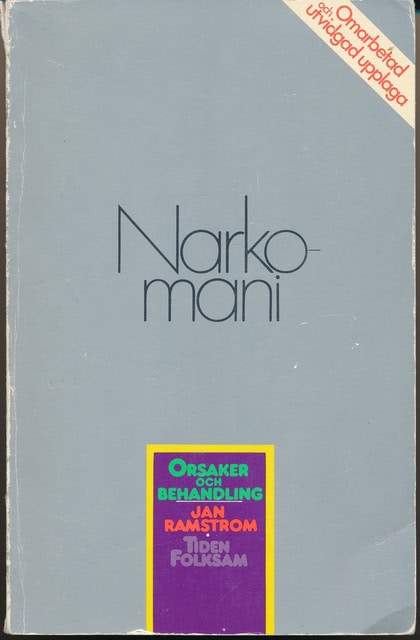 Omarbetad
och
utvidgad upplaga
Narko-
mani
ORSAKER
OCH
BEHANDLING
JAN
RAMSTROM
TIDEN
FOLKSAM